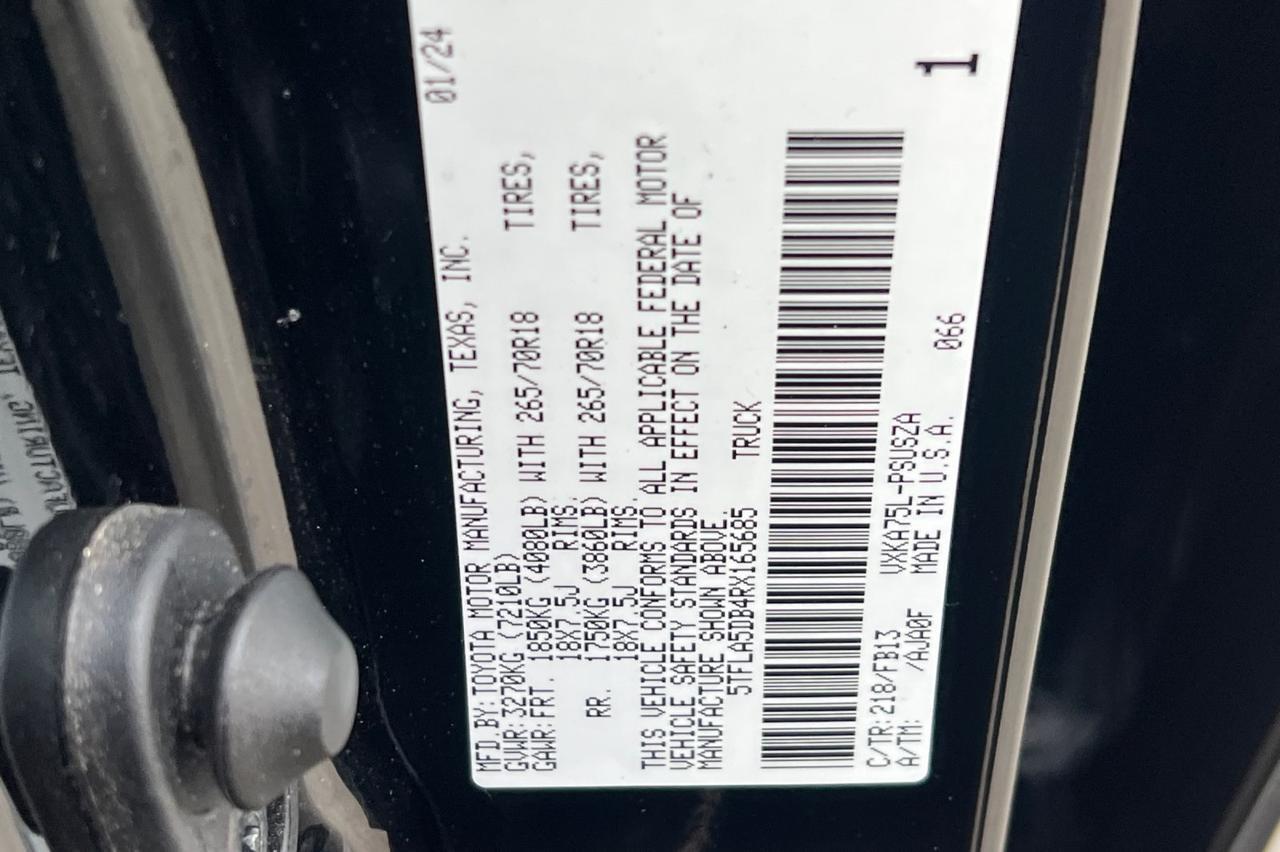 01/24
MFD.BY:TOYOTA MOTOR MANUFACTURING, TEXAS, INC.
GVWR:3270KG (7210LB)
GAWR:FRT. 1850KG (4080LB) WITH 265/70R18 TIRES,
18X7.5J RIMS.
RR. 1750KG (3860LB) WITH 265/70R18 TIRES,
18X7.5J RIMS.
THIS VEHICLE CONFORMS TO ALL APPLICABLE FEDERAL MOTOR
VEHICLE SAFETY STANDARDS IN EFFECT ON THE DATE OF
MANUFACTURE SHOWN ABOVE.
5TFLA5DB4RX165685 TRUCK
C/TR:218/FB13 VXKA75L-PSUSZA
A/TM: /AJA0F MADE IN U.S.A. 066
1